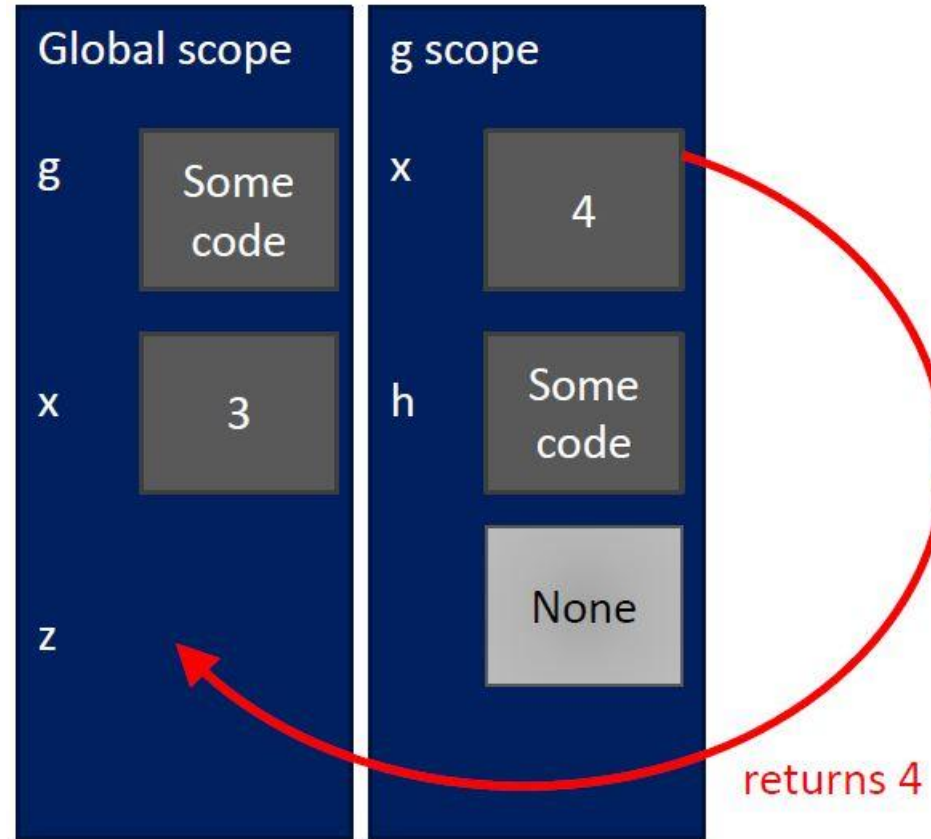 Global scope
g
Some
code
x
3
z
g scope
x
4
h
Some
code
None
returns 4